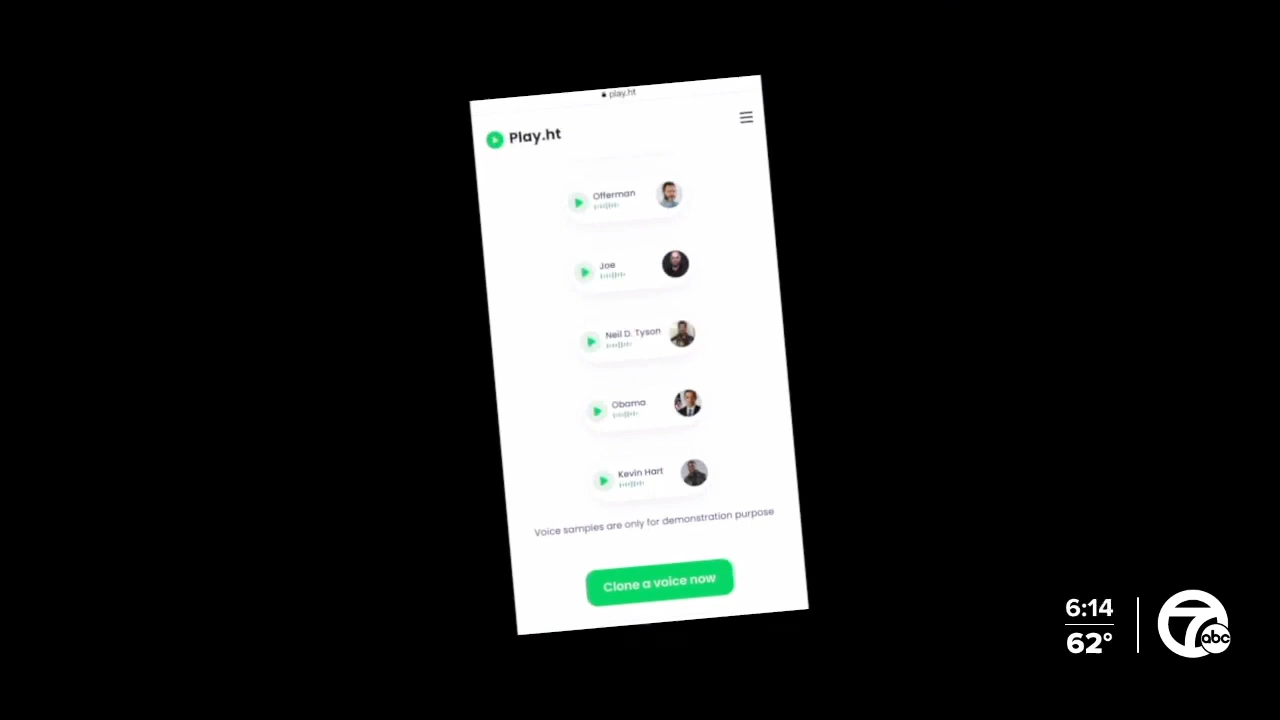 play.ht
Play.ht
Offerman
Joe
Neil D. Tyson
Obama
Kevin Hart
Voice samples are only for demonstration purpose
Clone a voice now
6:14
62°
7
abc